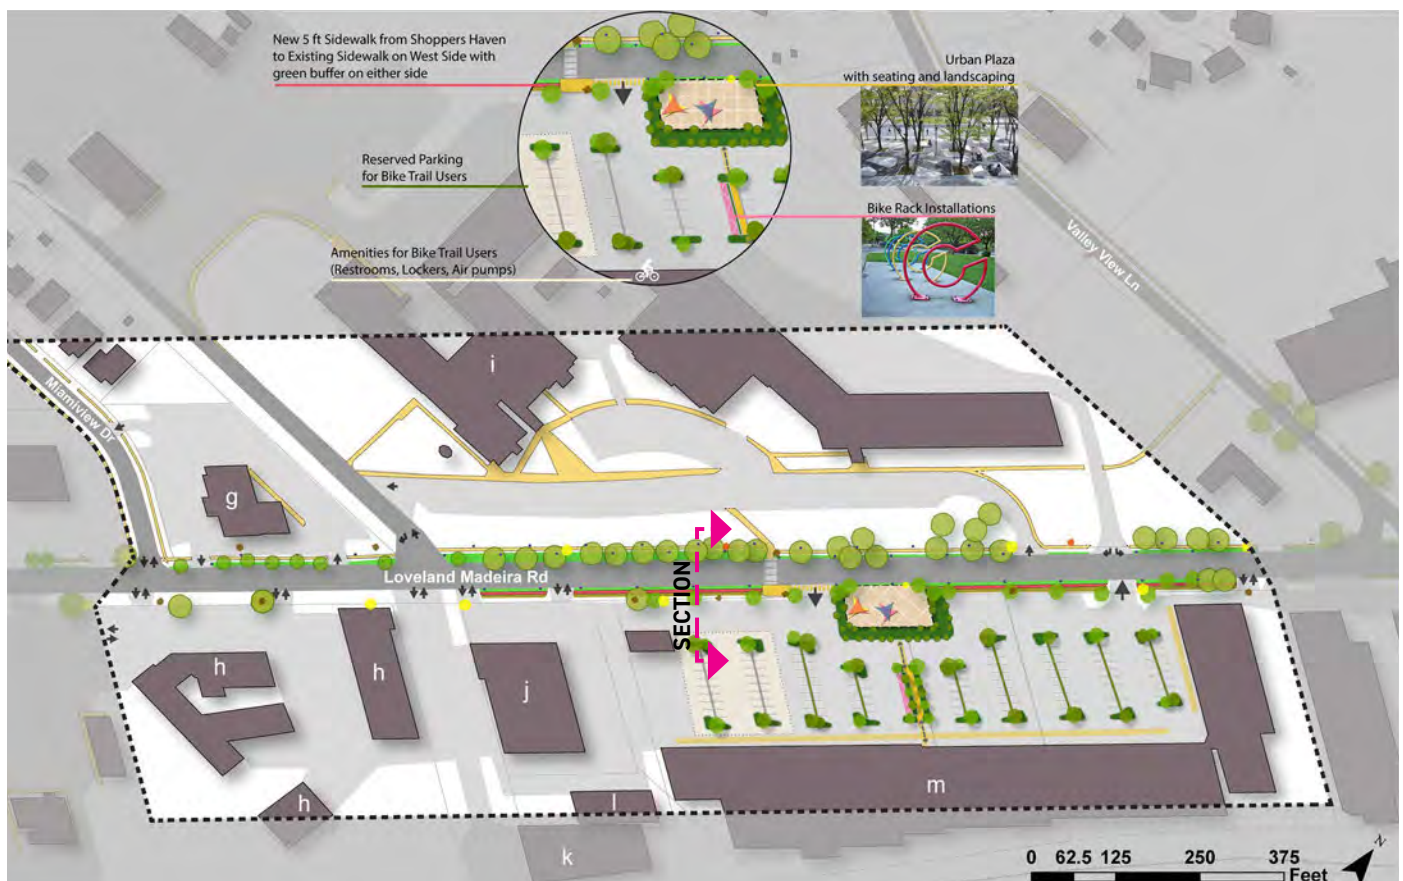 New 5 ft Sidewalk from Shoppers Haven
to Existing Sidewalk on West Side with
green buffer on either side
Urban Plaza
with seating and landscaping
Reserved Parking
for Bike Trail Users
Bike Rack Installations
Amenities for Bike Trail Users
(Restrooms, Lockers, Air pumps)
Valley View Ln
Miamiview Dr
i
g
Loveland Madeira Rd
SECTION
h
h
j
h
l
m
k
N
0 62.5 125 250 375
Feet